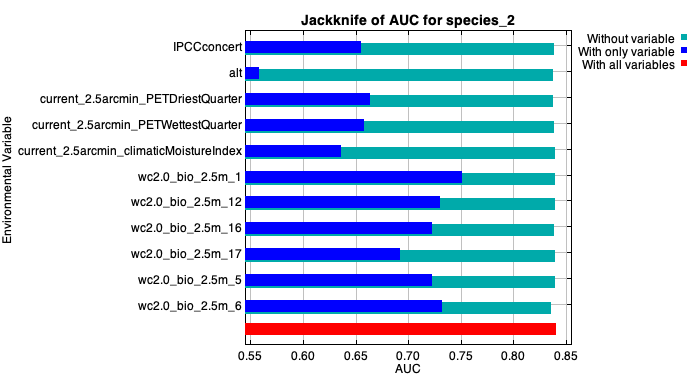 Jackknife of AUC for species_2
Without variable
With only variable
With all variables
Environmental Variable
IPCCconcert
alt
current_2.5arcmin_PETDriestQuarter
current_2.5arcmin_PETWettestQuarter
current_2.5arcmin_climaticMoistureIndex
wc2.0_bio_2.5m_1
wc2.0_bio_2.5m_12
wc2.0_bio_2.5m_16
wc2.0_bio_2.5m_17
wc2.0_bio_2.5m_5
wc2.0_bio_2.5m_6
0.55 0.60 0.65 0.70 0.75 0.80 0.85
AUC